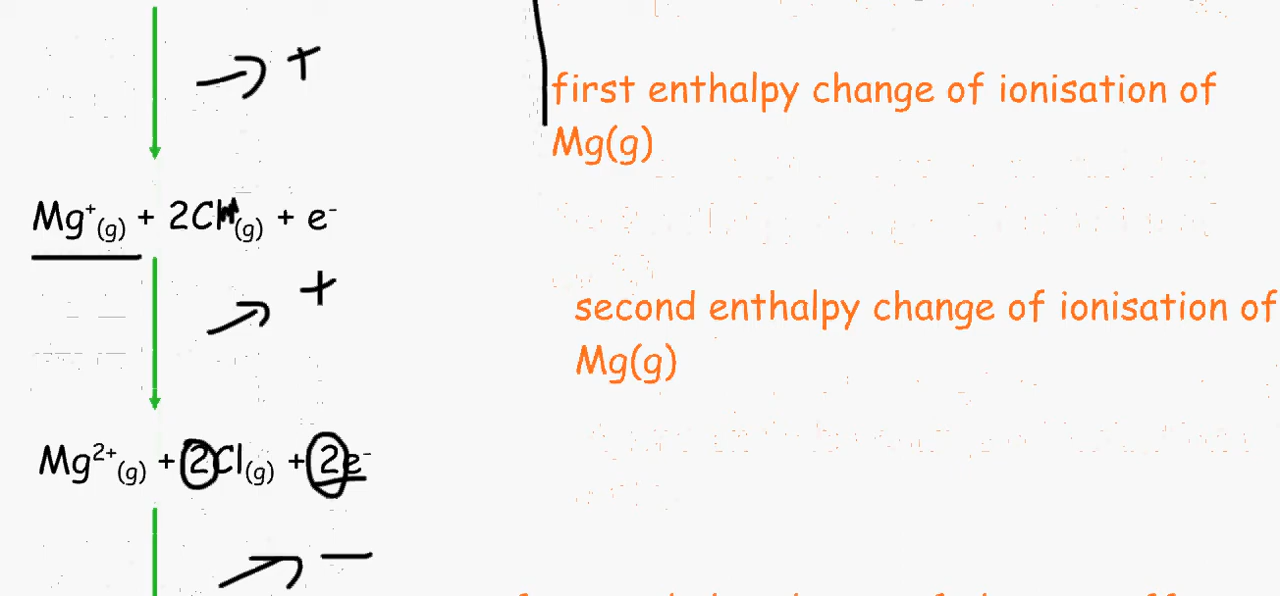 +
first enthalpy change of ionisation of
Mg(g)
Mg⁺(g) + 2Cl(g) + e⁻
+
second enthalpy change of ionisation of
Mg(g)
Mg²⁺(g) + 2Cl(g) + 2e⁻
−